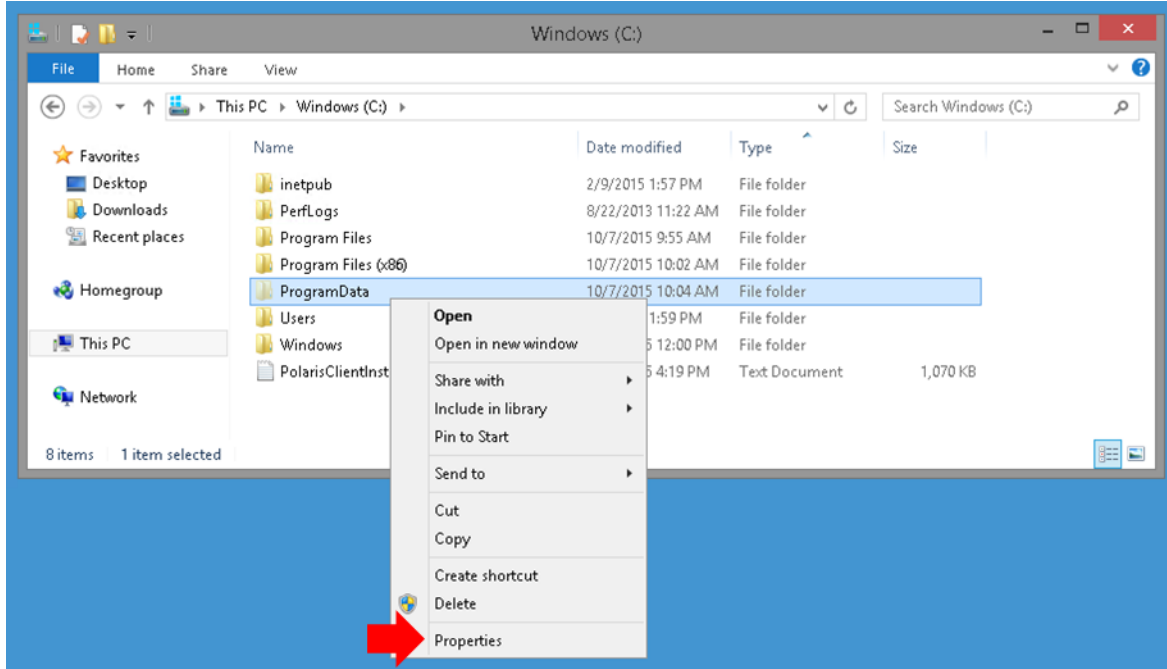 Windows (C:)
File Home Share View
This PC Windows (C:) Search Windows (C:)
Name Date modified Type Size
Favorites
Desktop
Downloads
Recent places
Homegroup
This PC
Network
inetpub 2/9/2015 1:57 PM File folder
PerfLogs 8/22/2013 11:22 AM File folder
Program Files 10/7/2015 9:55 AM File folder
Program Files (x86) 10/7/2015 10:02 AM File folder
ProgramData 10/7/2015 10:04 AM File folder
Users 1:59 PM File folder
Windows 5 12:00 PM File folder
PolarisClientInst 5 4:19 PM Text Document 1,070 KB
8 items 1 item selected
Open
Open in new window
Share with
Include in library
Pin to Start
Send to
Cut
Copy
Create shortcut
Delete
Properties